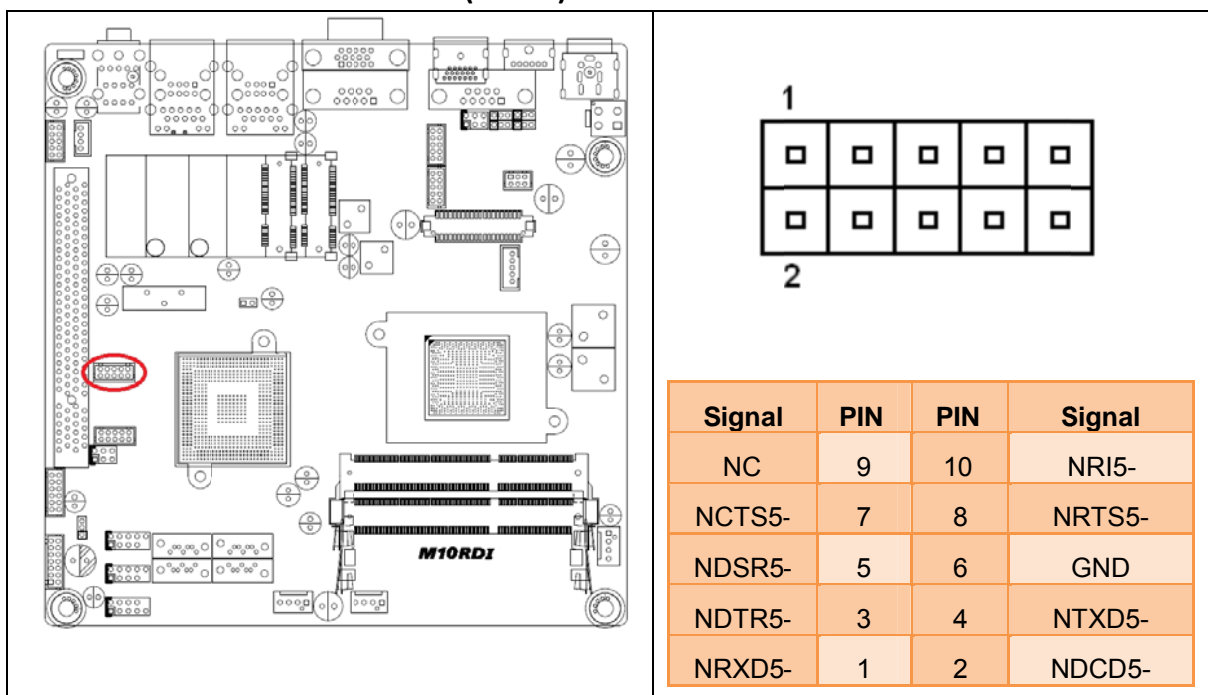 1
2
M10RDI
Signal PIN PIN Signal
NC 9 10 NRI5-
NCTS5- 7 8 NRTS5-
NDSR5- 5 6 GND
NDTR5- 3 4 NTXD5-
NRXD5- 1 2 NDCD5-